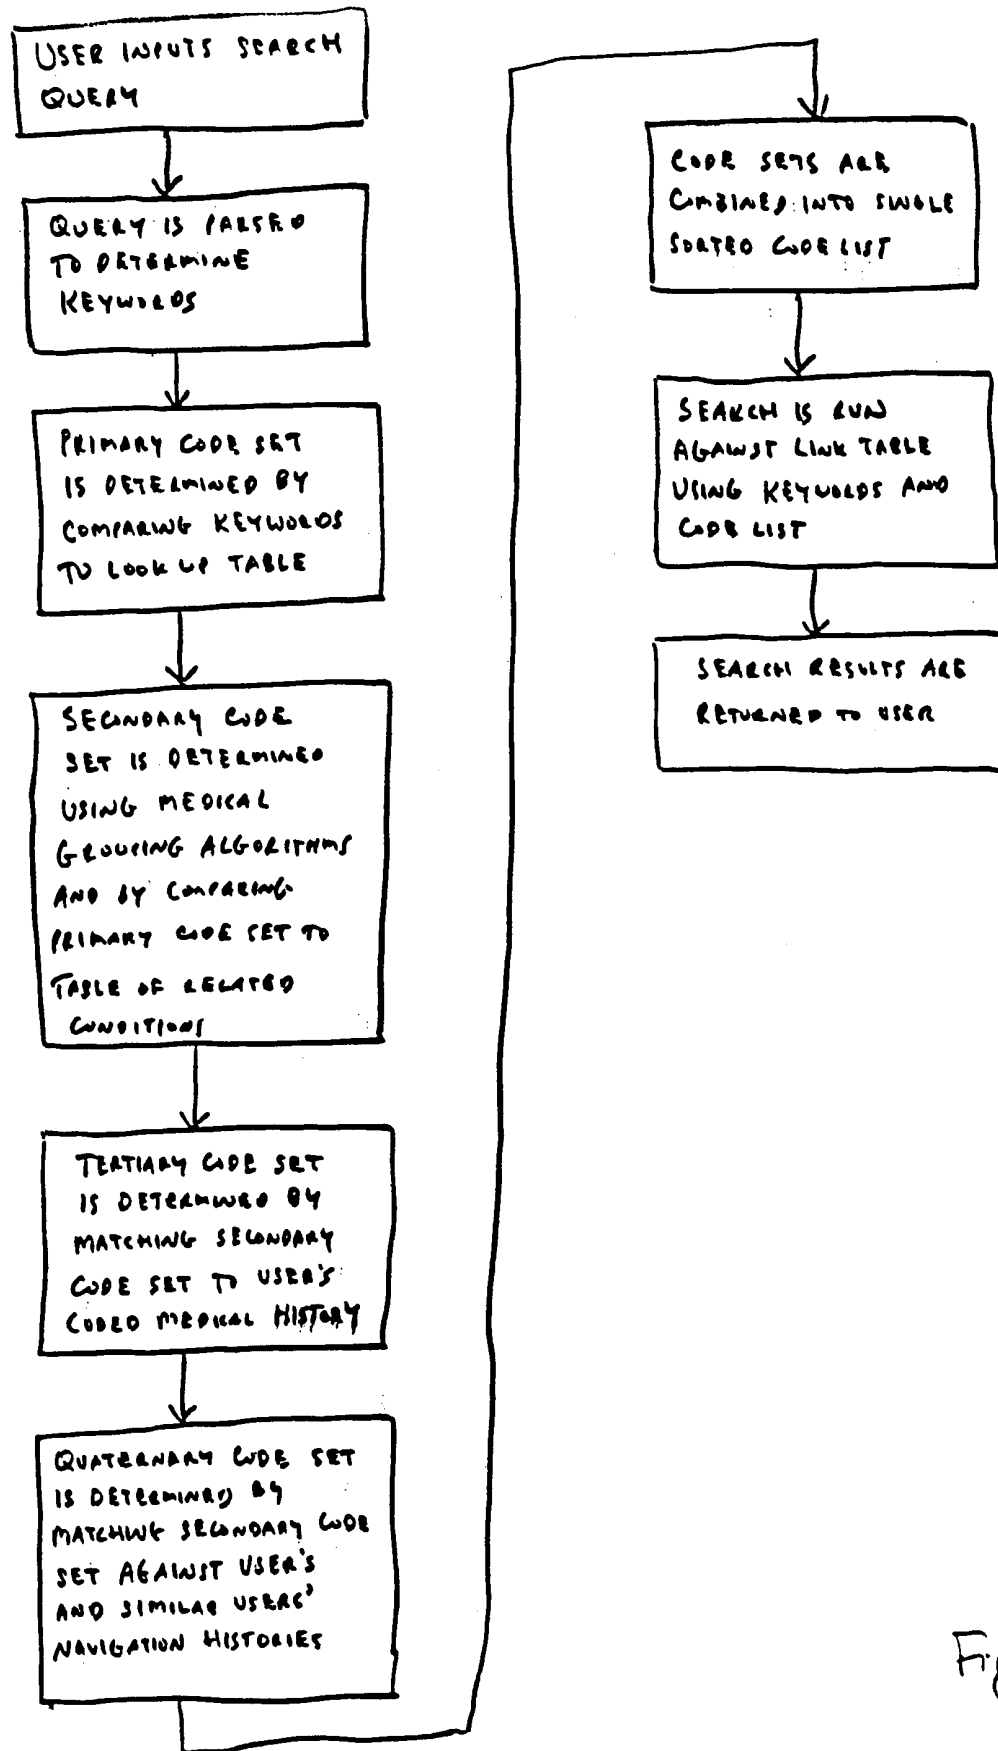 USER INPUTS SEARCH
QUERY
QUERY IS PARSED
TO DETERMINE
KEYWORDS
PRIMARY CODE SET
IS DETERMINED BY
COMPARING KEYWORDS
TO LOOK UP TABLE
SECONDARY CODE
SET IS DETERMINED
USING MEDICAL
GROUPING ALGORITHMS
AND BY COMPARING
PRIMARY CODE SET TO
TABLE OF RELATED
CONDITIONS
TERTIARY CODE SET
IS DETERMINED BY
MATCHING SECONDARY
CODE SET TO USER'S
CODED MEDICAL HISTORY
QUATERNARY CODE SET
IS DETERMINED BY
MATCHING SECONDARY CODE
SET AGAINST USER'S
AND SIMILAR USERS'
NAVIGATION HISTORIES
CODE SETS ARE
COMBINED INTO SINGLE
SORTED CODE LIST
SEARCH IS RUN
AGAINST LINK TABLE
USING KEYWORDS AND
CODE LIST
SEARCH RESULTS ARE
RETURNED TO USER